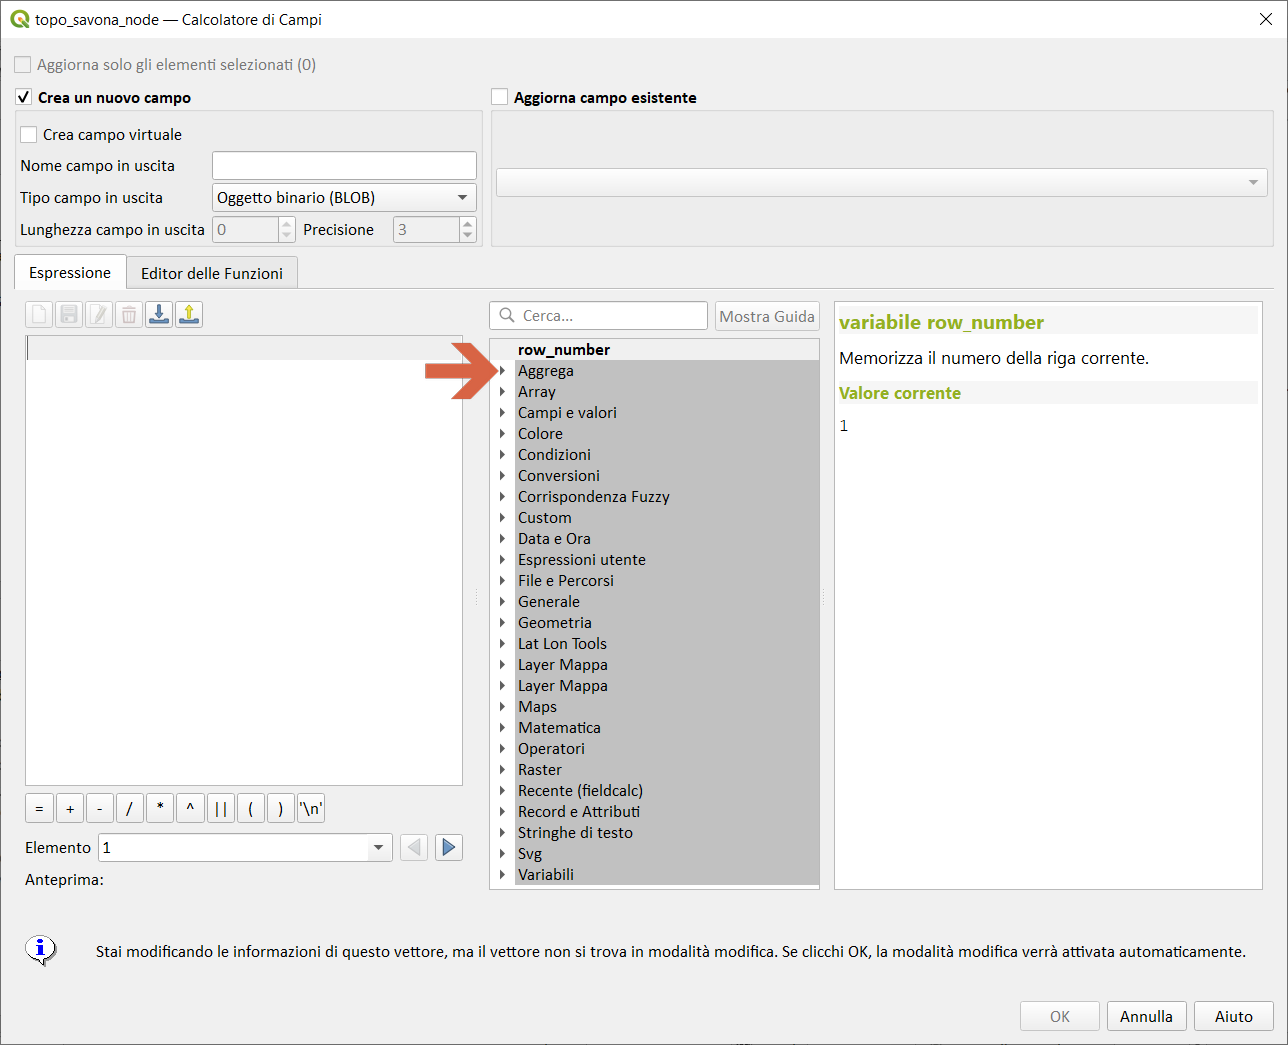 topo_savona_node — Calcolatore di Campi
Aggiorna solo gli elementi selezionati (0)
Crea un nuovo campo
Aggiorna campo esistente
Crea campo virtuale
Nome campo in uscita
Tipo campo in uscita Oggetto binario (BLOB)
Lunghezza campo in uscita 0 Precisione 3
Espressione Editor delle Funzioni
Cerca... Mostra Guida
row_number
Aggrega
Array
Campi e valori
Colore
Condizioni
Conversioni
Corrispondenza Fuzzy
Custom
Data e Ora
Espressioni utente
File e Percorsi
Generale
Geometria
Lat Lon Tools
Layer Mappa
Layer Mappa
Maps
Matematica
Operatori
Raster
Recente (fieldcalc)
Record e Attributi
Stringhe di testo
Svg
Variabili
variabile row_number
Memorizza il numero della riga corrente.
Valore corrente
1
= + - / * ^ || ( ) '\n'
Elemento 1
Anteprima:
Stai modificando le informazioni di questo vettore, ma il vettore non si trova in modalità modifica. Se clicchi OK, la modalità modifica verrà attivata automaticamente.
OK Annulla Aiuto